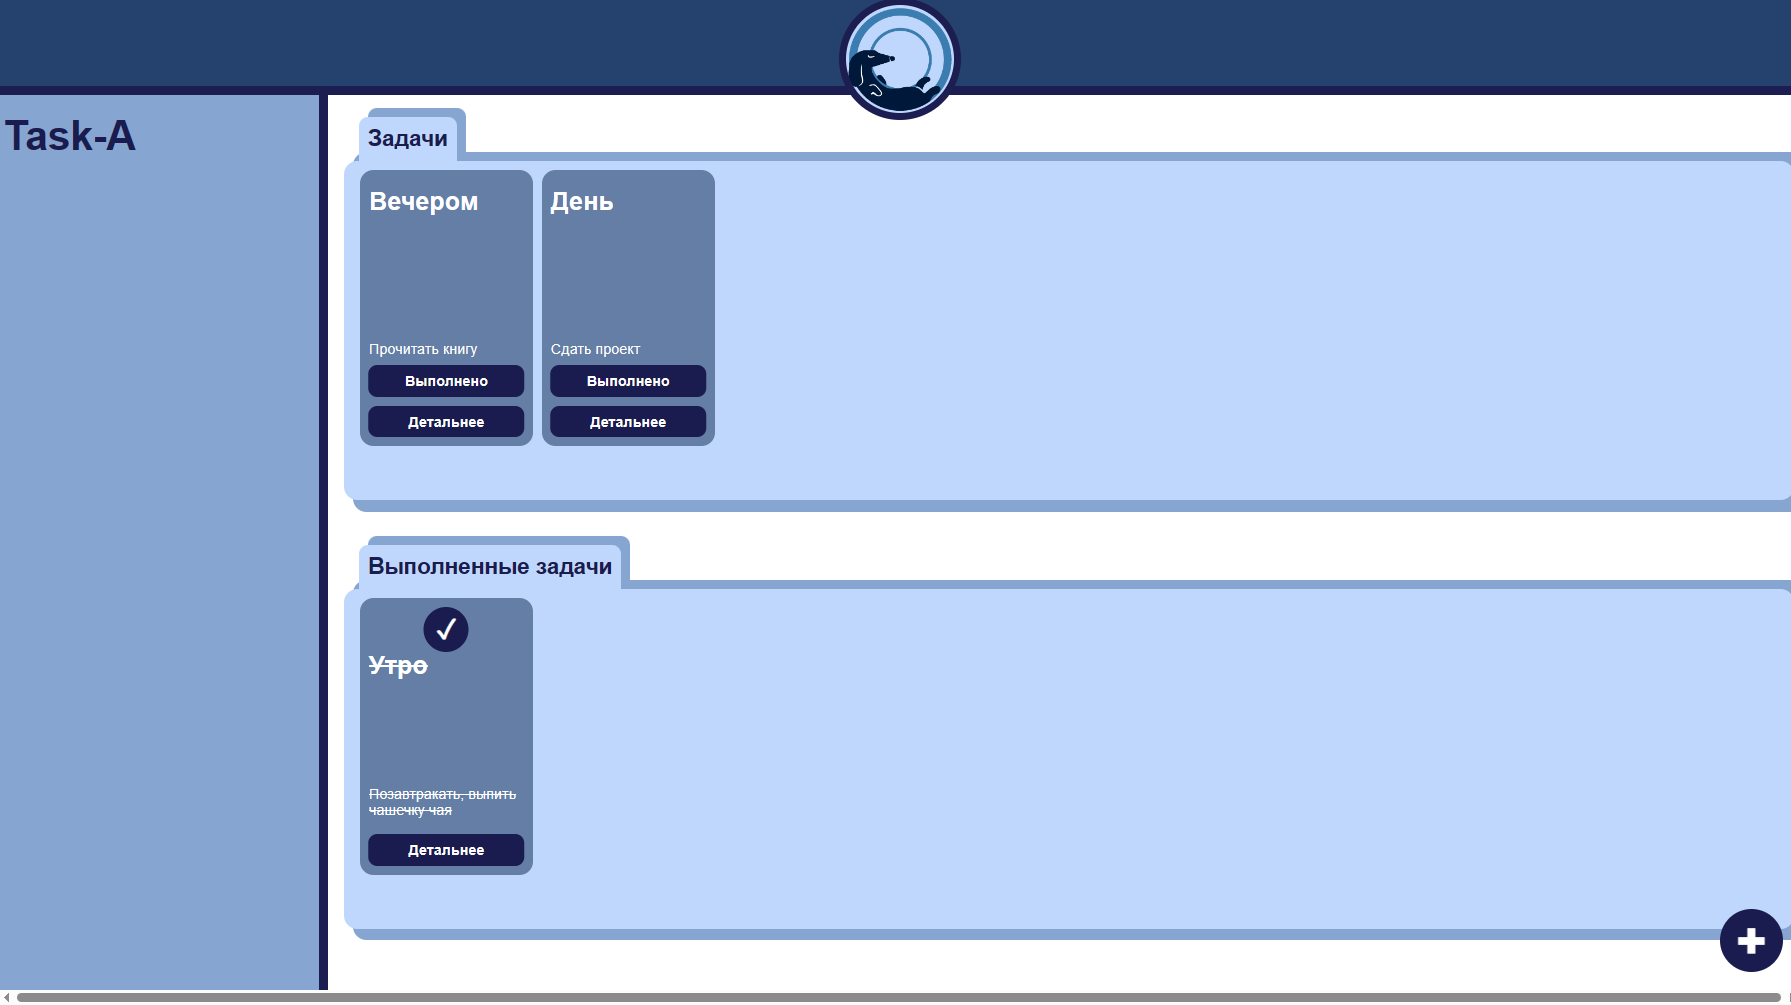 Task-A
Задачи
Вечером
Прочитать книгу
Выполнено
Детальнее
День
Сдать проект
Выполнено
Детальнее
Выполненные задачи
Утро
Позавтракать, выпить
чашечку чая
Детальнее